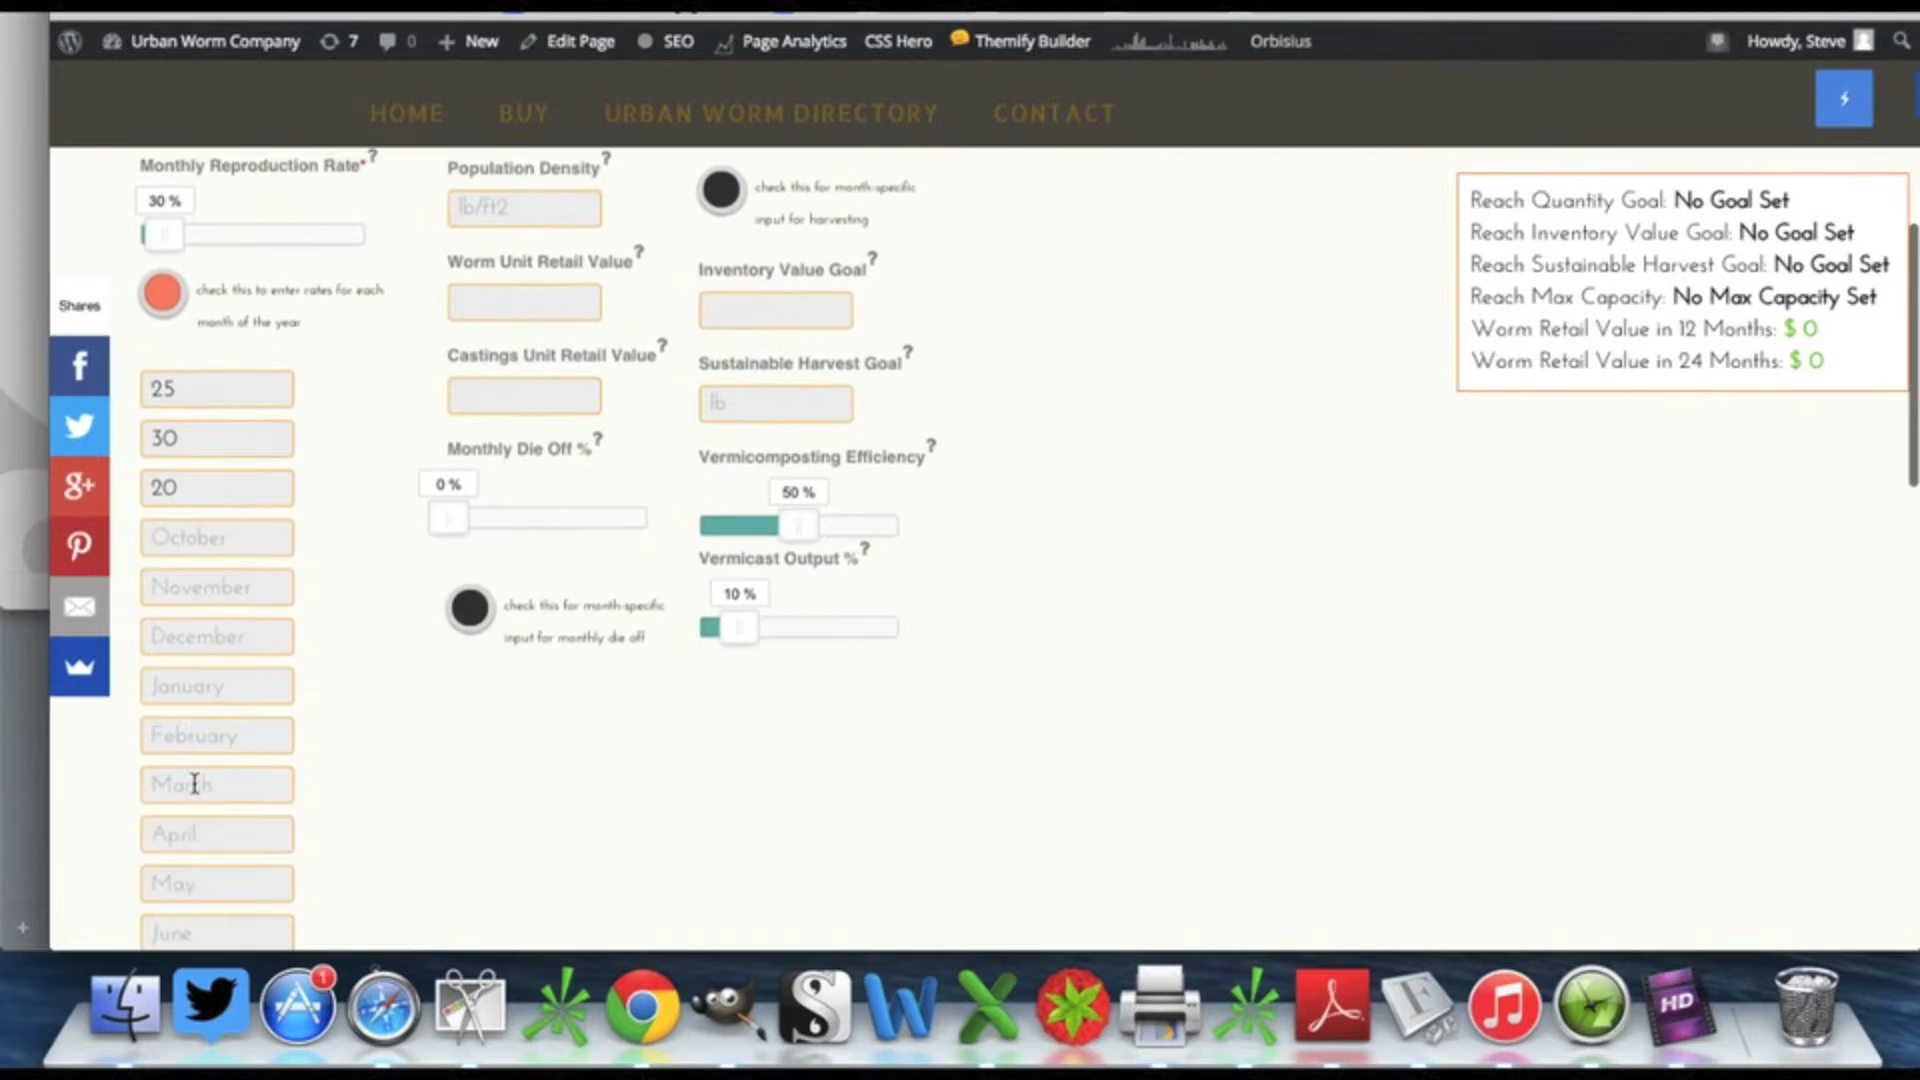 Urban Worm Company 7 0 + New Edit Page SEO Page Analytics CSS Hero Themify Builder Orbisius Howdy, Steve
HOME BUY URBAN WORM DIRECTORY CONTACT
Monthly Reproduction Rate* ?
30 %
check this to enter rates for each
month of the year
Shares
f
g+
25
30
20
October
November
December
January
February
March
April
May
June
Population Density ?
lb/ft2
Worm Unit Retail Value ?
Castings Unit Retail Value ?
Monthly Die Off % ?
0 %
check this for month-specific
input for monthly die off
check this for month-specific
input for harvesting
Inventory Value Goal ?
Sustainable Harvest Goal ?
lb
Vermicomposting Efficiency ?
50 %
Vermicast Output % ?
10 %
Reach Quantity Goal: No Goal Set
Reach Inventory Value Goal: No Goal Set
Reach Sustainable Harvest Goal: No Goal Set
Reach Max Capacity: No Max Capacity Set
Worm Retail Value in 12 Months: $ 0
Worm Retail Value in 24 Months: $ 0
1
S
W
X
F
HD